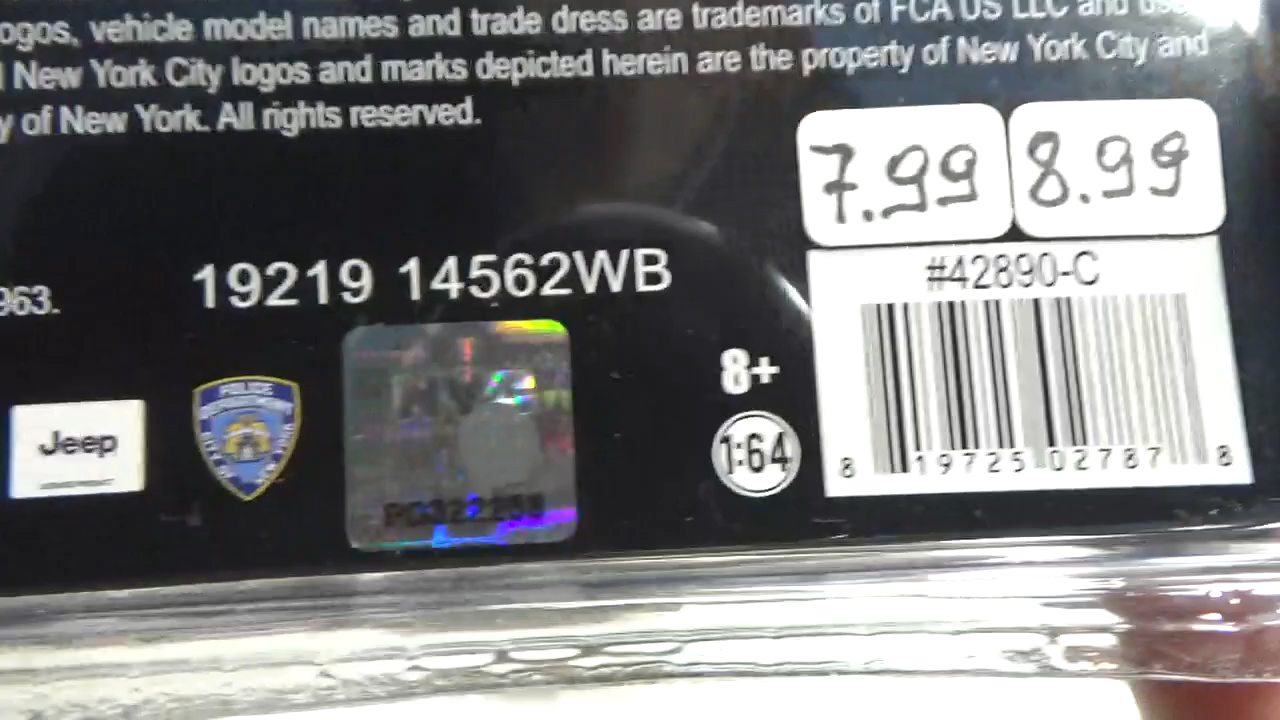 ogos, vehicle model names and trade dress are trademarks of FCA US LLC and
New York City logos and marks depicted herein are the property of New York City and
y of New York. All rights reserved.
7.99 8.99
#42890-C
19219 14562WB
963.
8+
1:64
Jeep
POLICE
8 19725 02787 8